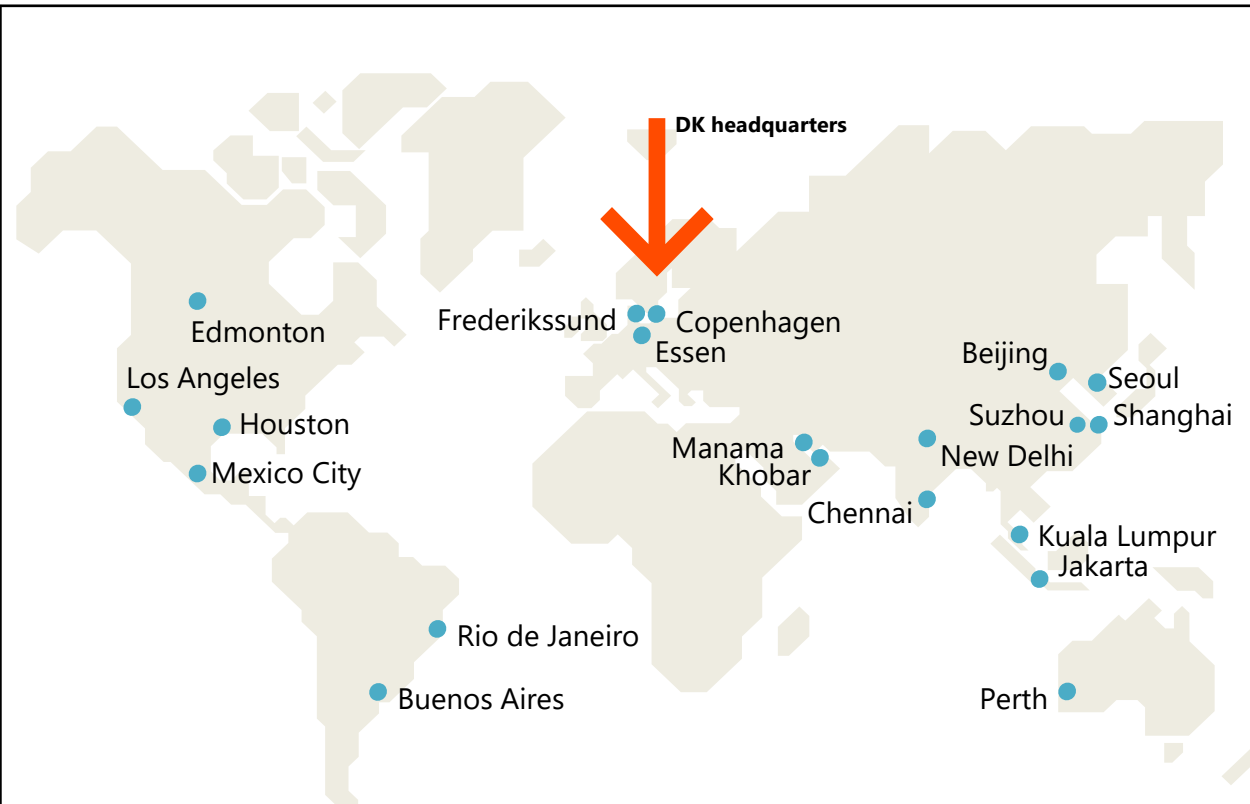 DK headquarters
Frederikssund
Copenhagen
Essen
Edmonton
Los Angeles
Houston
Mexico City
Beijing
Seoul
Suzhou
Shanghai
Manama
Khobar
New Delhi
Chennai
Kuala Lumpur
Jakarta
Rio de Janeiro
Buenos Aires
Perth